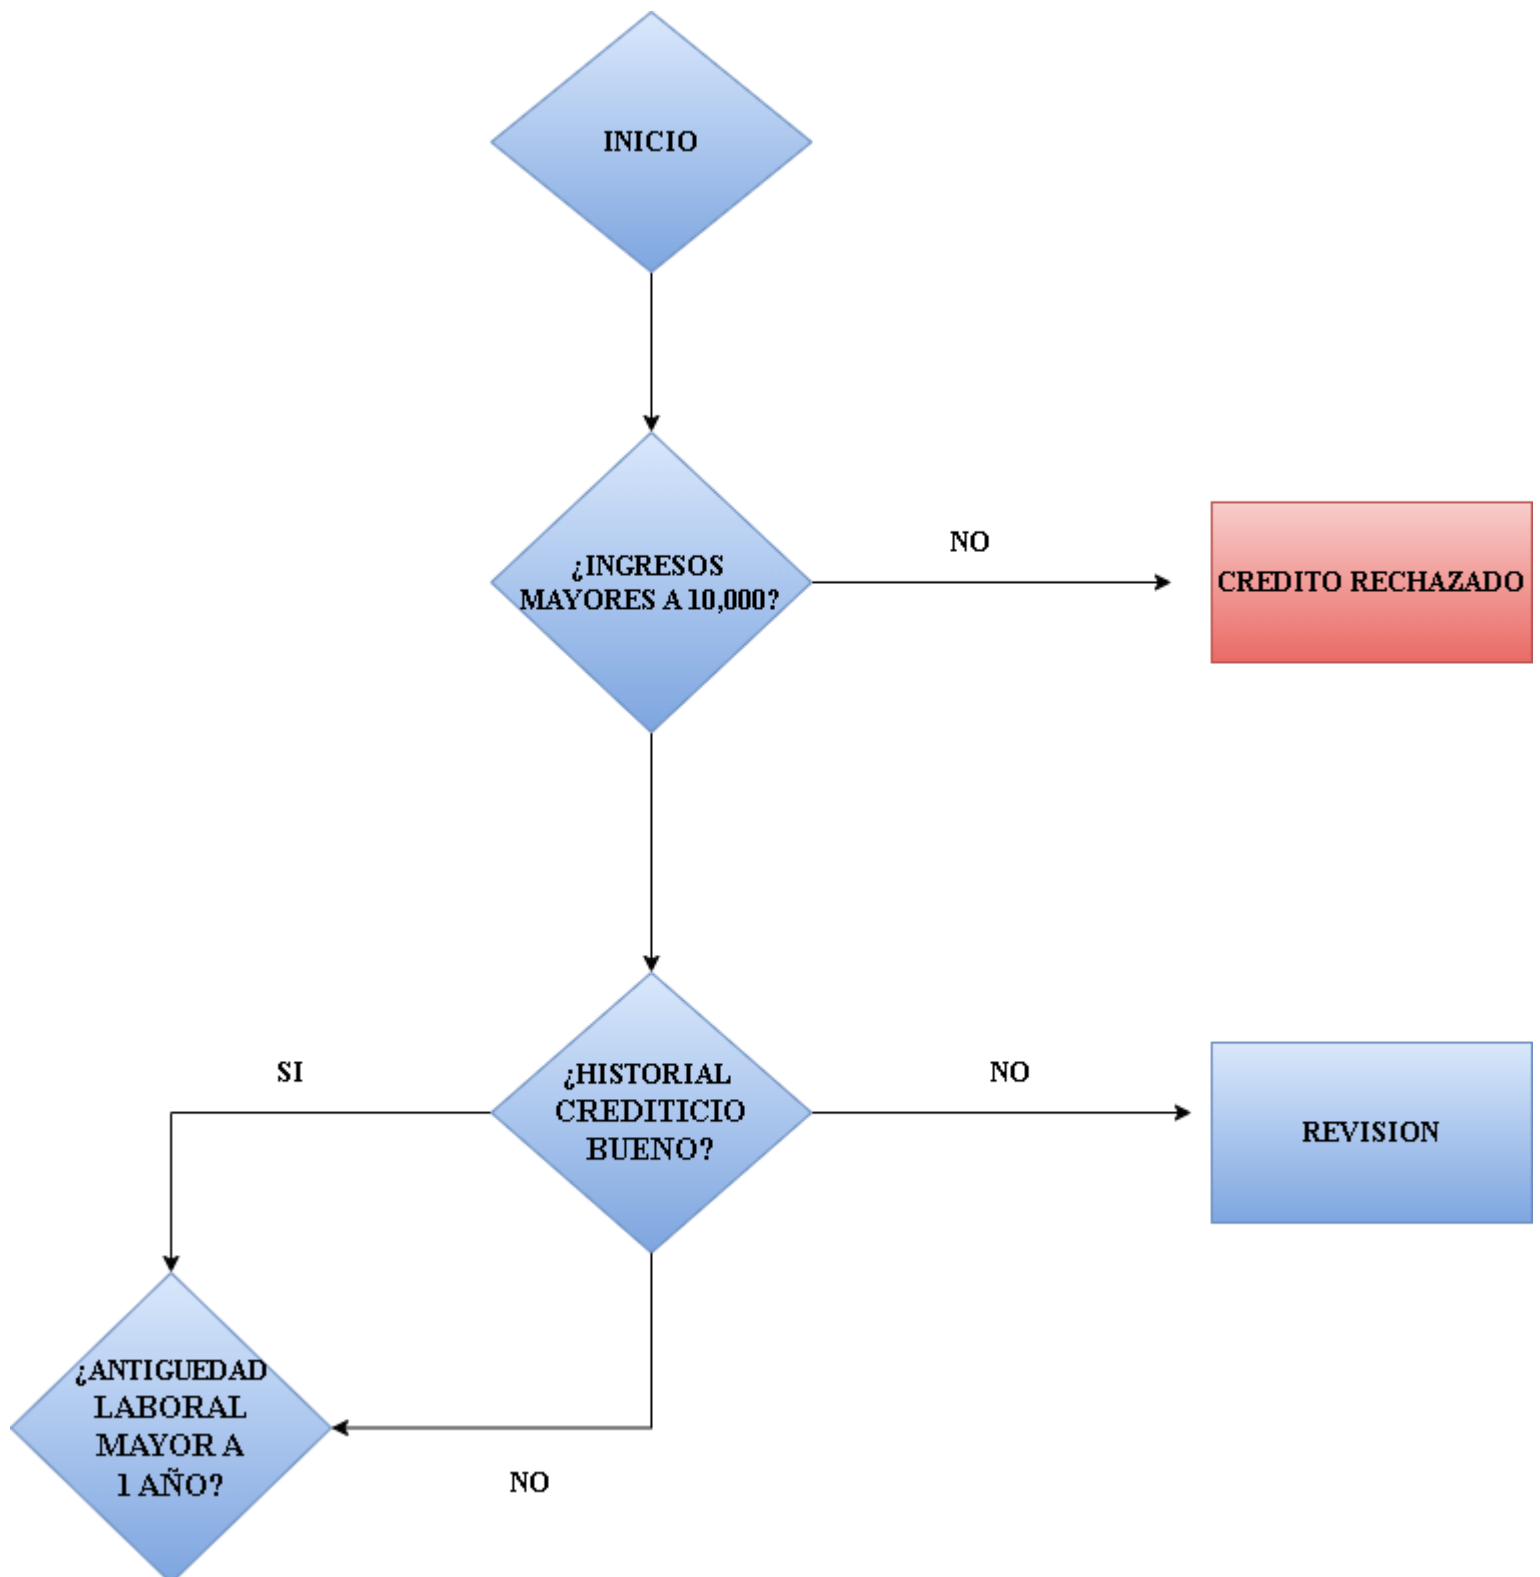 INICIO
¿INGRESOS
MAYORES A 10,000?
NO
CREDITO RECHAZADO
SI
¿HISTORIAL
CREDITICIO
BUENO?
NO
REVISION
¿ANTIGUEDAD
LABORAL
MAYOR A
1 AÑO?
NO